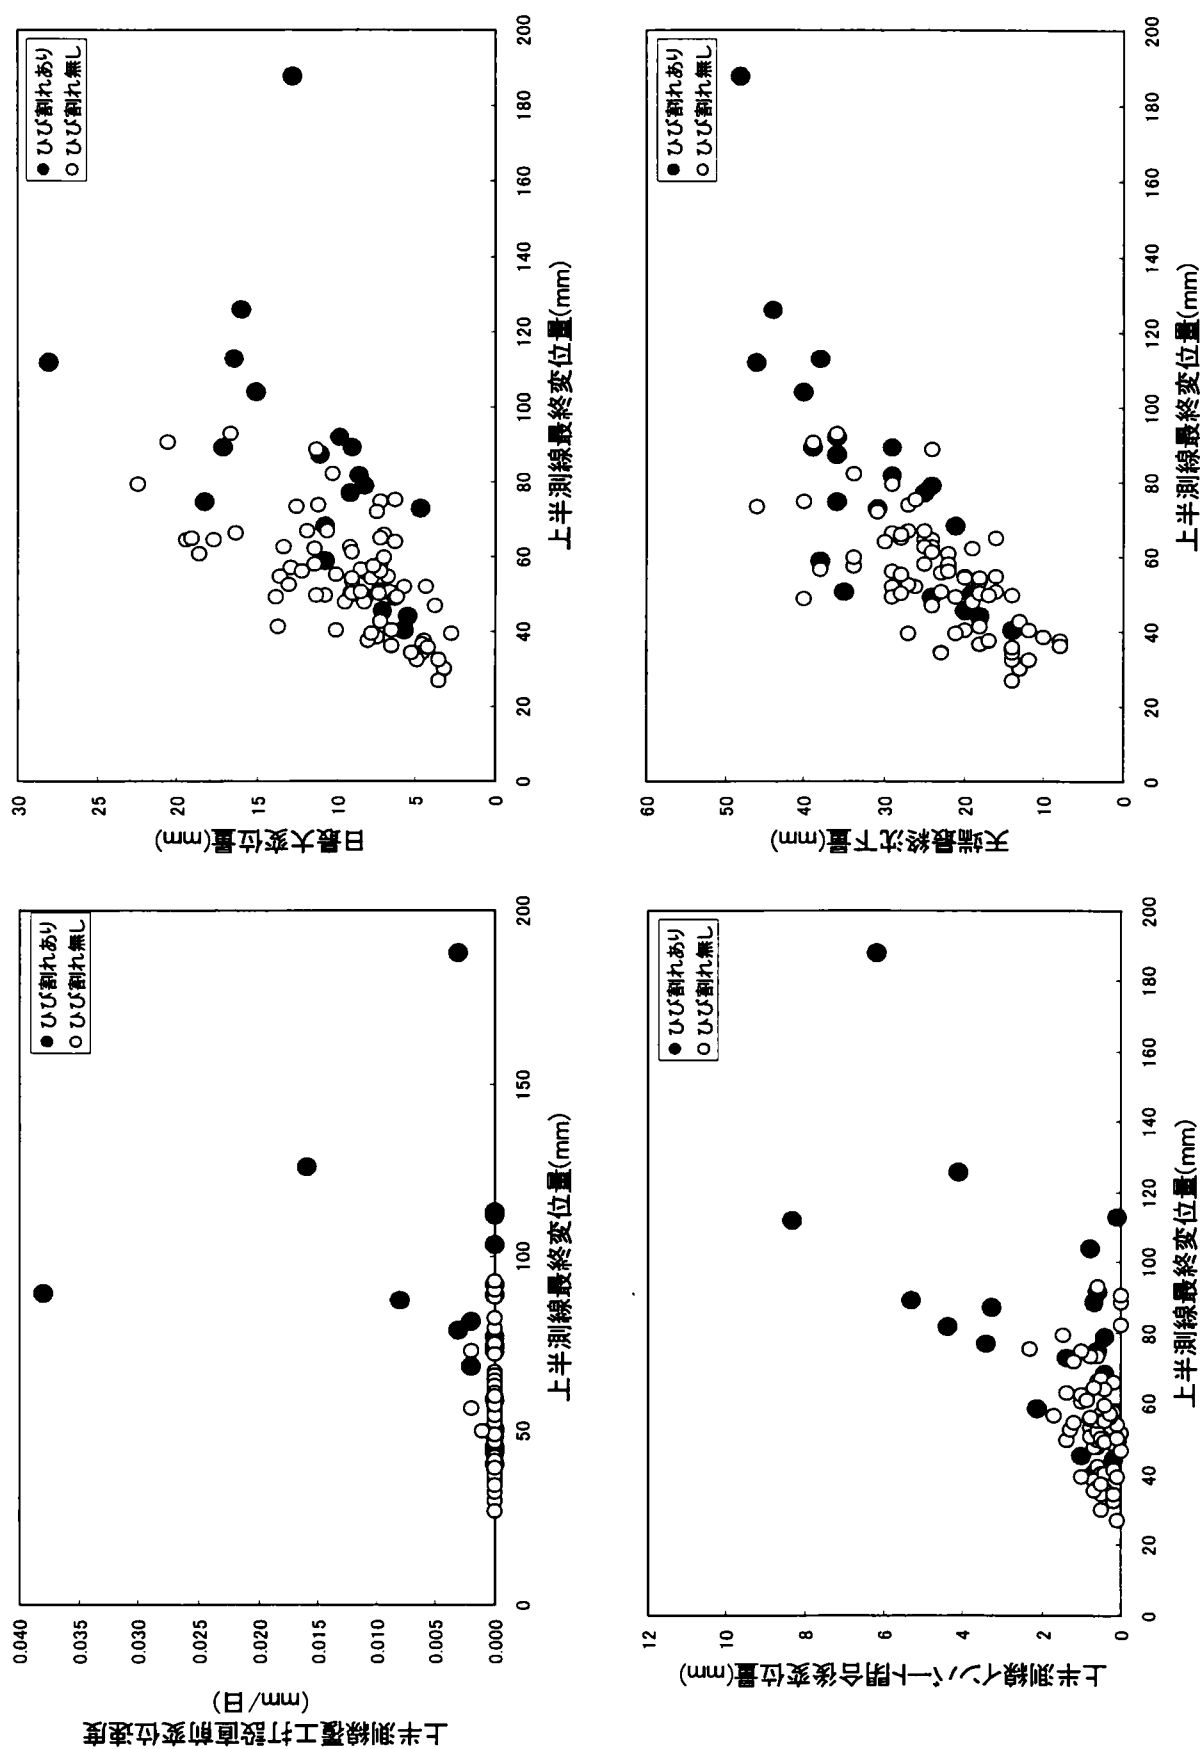 上半測線覆工打設直前変位速度
(mm/日)
0.040
0.035
0.030
0.025
0.020
0.015
0.010
0.005
0.000
● ひび割れあり
○ ひび割れ無し
0 50 100 150 200
上半測線最終変位量(mm)
日最大変位量(mm)
30
25
20
15
10
5
0
● ひび割れあり
○ ひび割れ無し
0 20 40 60 80 100 120 140 160 180 200
上半測線最終変位量(mm)
上半測線インバート閉合後変位量(mm)
12
10
8
6
4
2
0
● ひび割れあり
○ ひび割れ無し
0 20 40 60 80 100 120 140 160 180 200
上半測線最終変位量(mm)
天端最終沈下量(mm)
60
50
40
30
20
10
0
● ひび割れあり
○ ひび割れ無し
0 20 40 60 80 100 120 140 160 180 200
上半測線最終変位量(mm)